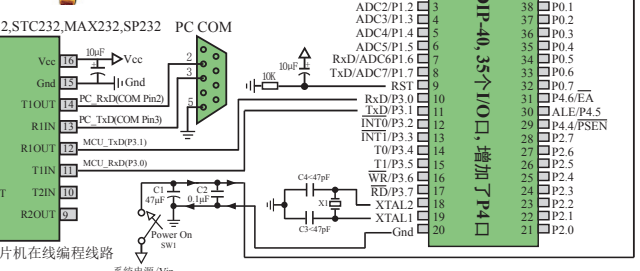 2,STC232,MAX232,SP232 PC COM
Vcc 16 10μF Vcc
Gnd 15 Gnd
T1OUT 14 PC_RxD(COM Pin2)
R1IN 13 PC_TxD(COM Pin3)
R1OUT 12 MCU_TxD(P3.1)
T1IN 11 MCU_RxD(P3.0)
T2IN 10
R2OUT 9
2
3
5
C1
47μF
C2
0.1μF
Power On
SW1
片机在线编程线路
系统电源/Vin
10μF
10K
C4<47pF
X1
C3<47pF
ADC2/P1.2 3
ADC3/P1.3 4
ADC4/P1.4 5
ADC5/P1.5 6
RxD/ADC6P1.6 7
TxD/ADC7/P1.7 8
RST 9
RxD/P3.0 10
TxD/P3.1 11
INT0/P3.2 12
INT1/P3.3 13
T0/P3.4 14
T1/P3.5 15
WR/P3.6 16
RD/P3.7 17
XTAL2 18
XTAL1 19
Gnd 20
DIP-40, 35个I/O口, 增加了P4口
38 P0.1
37 P0.2
36 P0.3
35 P0.4
34 P0.5
33 P0.6
32 P0.7
31 P4.6/EA
30 ALE/P4.5
29 P4.4/PSEN
28 P2.7
27 P2.6
26 P2.5
25 P2.4
24 P2.3
23 P2.2
22 P2.1
21 P2.0